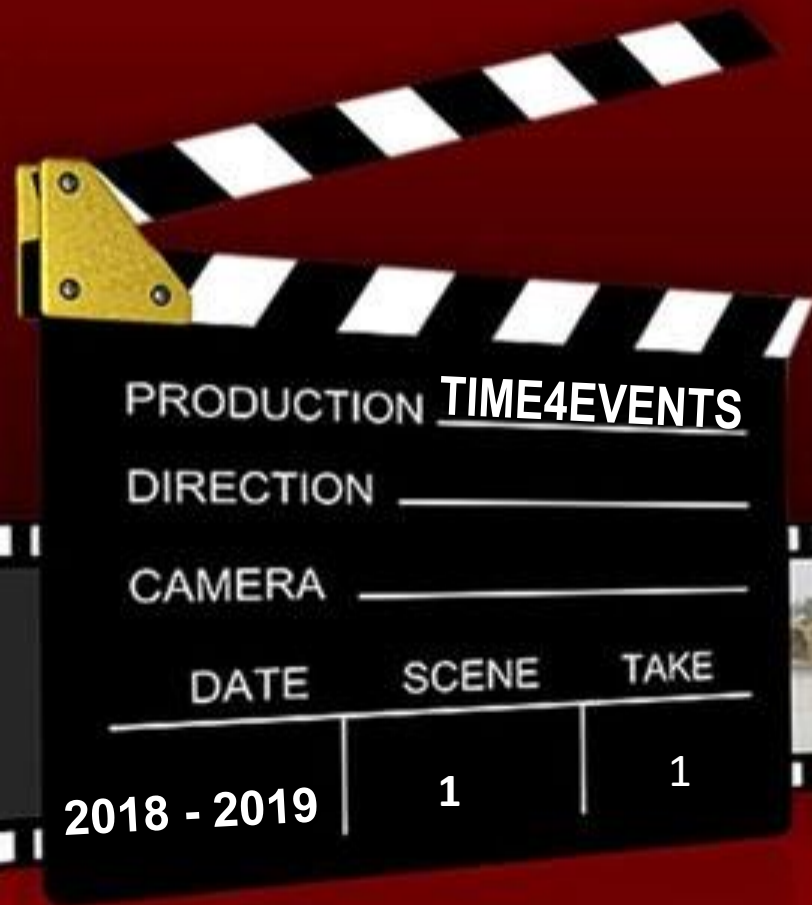 PRODUCTION TIME4EVENTS
DIRECTION
CAMERA
DATE SCENE TAKE
2018 - 2019 1 1